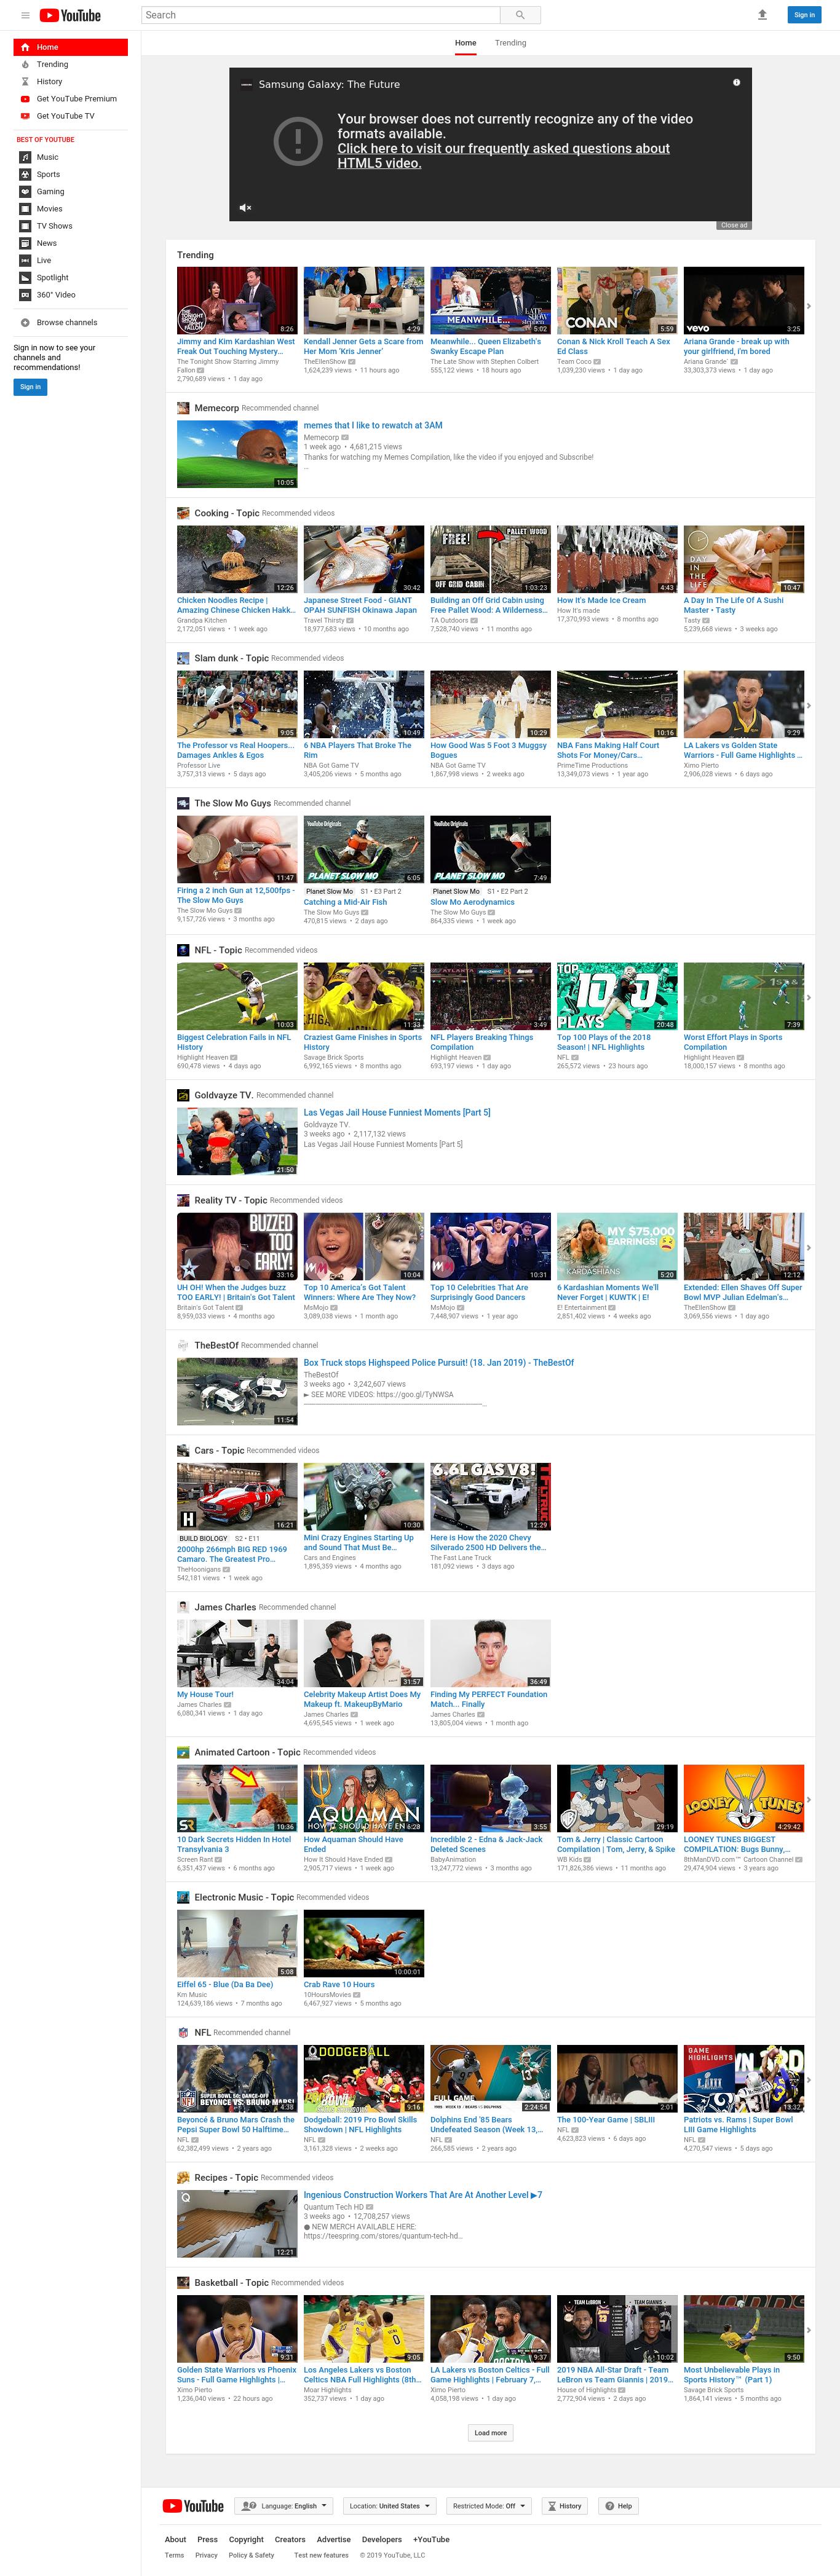 YouTube
Search
Sign in
Home
Trending
History
Get YouTube Premium
Get YouTube TV
BEST OF YOUTUBE
Music
Sports
Gaming
Movies
TV Shows
News
Live
Spotlight
360° Video
Browse channels
Sign in now to see your
channels and
recommendations!
Sign in
Home Trending
Samsung Galaxy: The Future
Your browser does not currently recognize any of the video
formats available.
Click here to visit our frequently asked questions about
HTML5 video.
Close ad
Trending
8:26
Jimmy and Kim Kardashian West
Freak Out Touching Mystery...
The Tonight Show Starring Jimmy
Fallon
2,790,689 views • 1 day ago
4:29
Kendall Jenner Gets a Scare from
Her Mom 'Kris Jenner'
TheEllenShow
1,624,239 views • 11 hours ago
MEANWHILE...
5:02
Meanwhile... Queen Elizabeth's
Swanky Escape Plan
The Late Show with Stephen Colbert
555,122 views • 18 hours ago
CONAN
5:59
Conan & Nick Kroll Teach A Sex
Ed Class
Team Coco
1,039,230 views • 1 day ago
vevo
3:25
Ariana Grande - break up with
your girlfriend, i'm bored
Ariana Grande
33,303,373 views • 1 day ago
Memecorp Recommended channel
10:05
memes that I like to rewatch at 3AM
Memecorp
1 week ago • 4,681,215 views
Thanks for watching my Memes Compilation, like the video if you enjoyed and Subscribe!
...
Cooking - Topic Recommended videos
12:26
Chicken Noodles Recipe |
Amazing Chinese Chicken Hakk...
Grandpa Kitchen
2,172,051 views • 1 week ago
30:42
Japanese Street Food - GIANT
OPAH SUNFISH Okinawa Japan
Travel Thirsty
18,977,683 views • 10 months ago
FREE! PALLET WOOD
OFF GRID CABIN
1:03:23
Building an Off Grid Cabin using
Free Pallet Wood: A Wilderness...
TA Outdoors
7,528,740 views • 11 months ago
4:43
How It's Made Ice Cream
How It's made
17,370,993 views • 8 months ago
DAY
IN THE
LIFE
10:47
A Day In The Life Of A Sushi
Master • Tasty
Tasty
5,239,668 views • 3 weeks ago
Slam dunk - Topic Recommended videos
9:05
The Professor vs Real Hoopers...
Damages Ankles & Egos
Professor Live
3,757,313 views • 5 days ago
10:49
6 NBA Players That Broke The
Rim
NBA Got Game TV
3,405,206 views • 5 months ago
10:29
How Good Was 5 Foot 3 Muggsy
Bogues
NBA Got Game TV
1,867,998 views • 2 weeks ago
10:16
NBA Fans Making Half Court
Shots For Money/Cars...
PrimeTime Productions
13,349,073 views • 1 year ago
9:29
LA Lakers vs Golden State
Warriors - Full Game Highlights ...
Ximo Pierto
2,906,028 views • 6 days ago
The Slow Mo Guys Recommended channel
11:47
Firing a 2 inch Gun at 12,500fps -
The Slow Mo Guys
The Slow Mo Guys
9,157,726 views • 3 months ago
YouTube Originals
PLANET SLOW MO
6:05
Planet Slow Mo S1 • E3 Part 2
Catching a Mid-Air Fish
The Slow Mo Guys
470,815 views • 2 days ago
YouTube Originals
PLANET SLOW MO
7:49
Planet Slow Mo S1 • E2 Part 2
Slow Mo Aerodynamics
The Slow Mo Guys
864,335 views • 1 week ago
NFL - Topic Recommended videos
10:03
Biggest Celebration Fails in NFL
History
Highlight Heaven
690,478 views • 4 days ago
11:33
Craziest Game Finishes in Sports
History
Savage Brick Sports
6,992,165 views • 8 months ago
3:49
NFL Players Breaking Things
Compilation
Highlight Heaven
693,197 views • 1 day ago
TOP
100
PLAYS
20:48
Top 100 Plays of the 2018
Season! | NFL Highlights
NFL
265,572 views • 23 hours ago
7:39
Worst Effort Plays in Sports
Compilation
Highlight Heaven
18,000,157 views • 8 months ago
Goldvayze TV. Recommended channel
21:50
Las Vegas Jail House Funniest Moments [Part 5]
Goldvayze TV.
3 weeks ago • 2,117,132 views
Las Vegas Jail House Funniest Moments [Part 5]
Reality TV - Topic Recommended videos
BUZZED
TOO
EARLY!
33:16
UH OH! When the Judges buzz
TOO EARLY! | Britain's Got Talent
Britain's Got Talent
8,959,033 views • 4 months ago
10:04
Top 10 America's Got Talent
Winners: Where Are They Now?
MsMojo
3,089,038 views • 1 month ago
10:31
Top 10 Celebrities That Are
Surprisingly Good Dancers
MsMojo
7,448,907 views • 1 year ago
MY $75,000
EARRINGS!
KARDASHIANS
5:20
6 Kardashian Moments We'll
Never Forget | KUWTK | E!
E! Entertainment
2,851,402 views • 4 weeks ago
12:12
Extended: Ellen Shaves Off Super
Bowl MVP Julian Edelman's...
TheEllenShow
3,069,556 views • 1 day ago
TheBestOf Recommended channel
11:54
Box Truck stops Highspeed Police Pursuit! (18. Jan 2019) - TheBestOf
TheBestOf
3 weeks ago • 3,242,607 views
► SEE MORE VIDEOS: https://goo.gl/TyNWSA
Cars - Topic Recommended videos
H
16:21
BUILD BIOLOGY S2 • E11
2000hp 266mph BIG RED 1969
Camaro. The Greatest Pro...
TheHoonigans
542,181 views • 1 week ago
10:30
Mini Crazy Engines Starting Up
and Sound That Must Be...
Cars and Engines
1,895,359 views • 4 months ago
6.6L GAS V8!
12:29
Here is How the 2020 Chevy
Silverado 2500 HD Delivers the...
The Fast Lane Truck
181,092 views • 3 days ago
James Charles Recommended channel
34:04
My House Tour!
James Charles
6,080,341 views • 1 day ago
31:57
Celebrity Makeup Artist Does My
Makeup ft. MakeupByMario
James Charles
4,695,545 views • 1 week ago
36:49
Finding My PERFECT Foundation
Match... Finally
James Charles
13,805,004 views • 1 month ago
Animated Cartoon - Topic Recommended videos
SR
10:36
10 Dark Secrets Hidden In Hotel
Transylvania 3
Screen Rant
6,351,437 views • 6 months ago
AQUAMAN
HOW IT SHOULD HAVE EN
6:28
How Aquaman Should Have
Ended
How It Should Have Ended
2,905,717 views • 1 week ago
3:55
Incredible 2 - Edna & Jack-Jack
Deleted Scenes
BabyAnimation
13,247,772 views • 3 months ago
29:19
Tom & Jerry | Classic Cartoon
Compilation | Tom, Jerry, & Spike
WB Kids
171,826,386 views • 11 months ago
LOONEY TUNES
4:29:42
LOONEY TUNES BIGGEST
COMPILATION: Bugs Bunny,...
8thManDVD.com™ Cartoon Channel
29,474,904 views • 3 years ago
Electronic Music - Topic Recommended videos
5:08
Eiffel 65 - Blue (Da Ba Dee)
Km Music
124,639,186 views • 7 months ago
10:00:01
Crab Rave 10 Hours
10HoursMovies
6,467,927 views • 5 months ago
NFL Recommended channel
SUPER BOWL 50: DANCE-OFF
BEYONCÉ VS. BRUNO MARS!
4:38
Beyoncé & Bruno Mars Crash the
Pepsi Super Bowl 50 Halftime...
NFL
62,382,499 views • 2 years ago
DODGEBALL
9:16
Dodgeball: 2019 Pro Bowl Skills
Showdown | NFL Highlights
NFL
3,161,328 views • 2 weeks ago
FULL GAME
2:24:54
Dolphins End '85 Bears
Undefeated Season (Week 13,...
NFL
266,585 views • 2 years ago
2:01
The 100-Year Game | SBLIII
NFL
4,623,823 views • 6 days ago
GAME
HIGHLIGHTS
LIII
13:32
Patriots vs. Rams | Super Bowl
LIII Game Highlights
NFL
4,270,547 views • 5 days ago
Recipes - Topic Recommended videos
12:21
Ingenious Construction Workers That Are At Another Level ▶7
Quantum Tech HD
3 weeks ago • 12,708,257 views
● NEW MERCH AVAILABLE HERE:
https://teespring.com/stores/quantum-tech-hd...
Basketball - Topic Recommended videos
9:31
Golden State Warriors vs Phoenix
Suns - Full Game Highlights |...
Ximo Pierto
1,236,040 views • 22 hours ago
9:05
Los Angeles Lakers vs Boston
Celtics NBA Full Highlights (8th...
Moar Highlights
352,737 views • 1 day ago
9:37
LA Lakers vs Boston Celtics - Full
Game Highlights | February 7,...
Ximo Pierto
4,058,198 views • 1 day ago
TEAM LEBRON TEAM GIANNIS
10:02
2019 NBA All-Star Draft - Team
LeBron vs Team Giannis | 2019...
House of Highlights
2,772,904 views • 2 days ago
9:50
Most Unbelievable Plays in
Sports History™ (Part 1)
Savage Brick Sports
1,864,141 views • 5 months ago
Load more
YouTube Language: English Location: United States Restricted Mode: Off History Help
About Press Copyright Creators Advertise Developers +YouTube
Terms Privacy Policy & Safety Test new features © 2019 YouTube, LLC